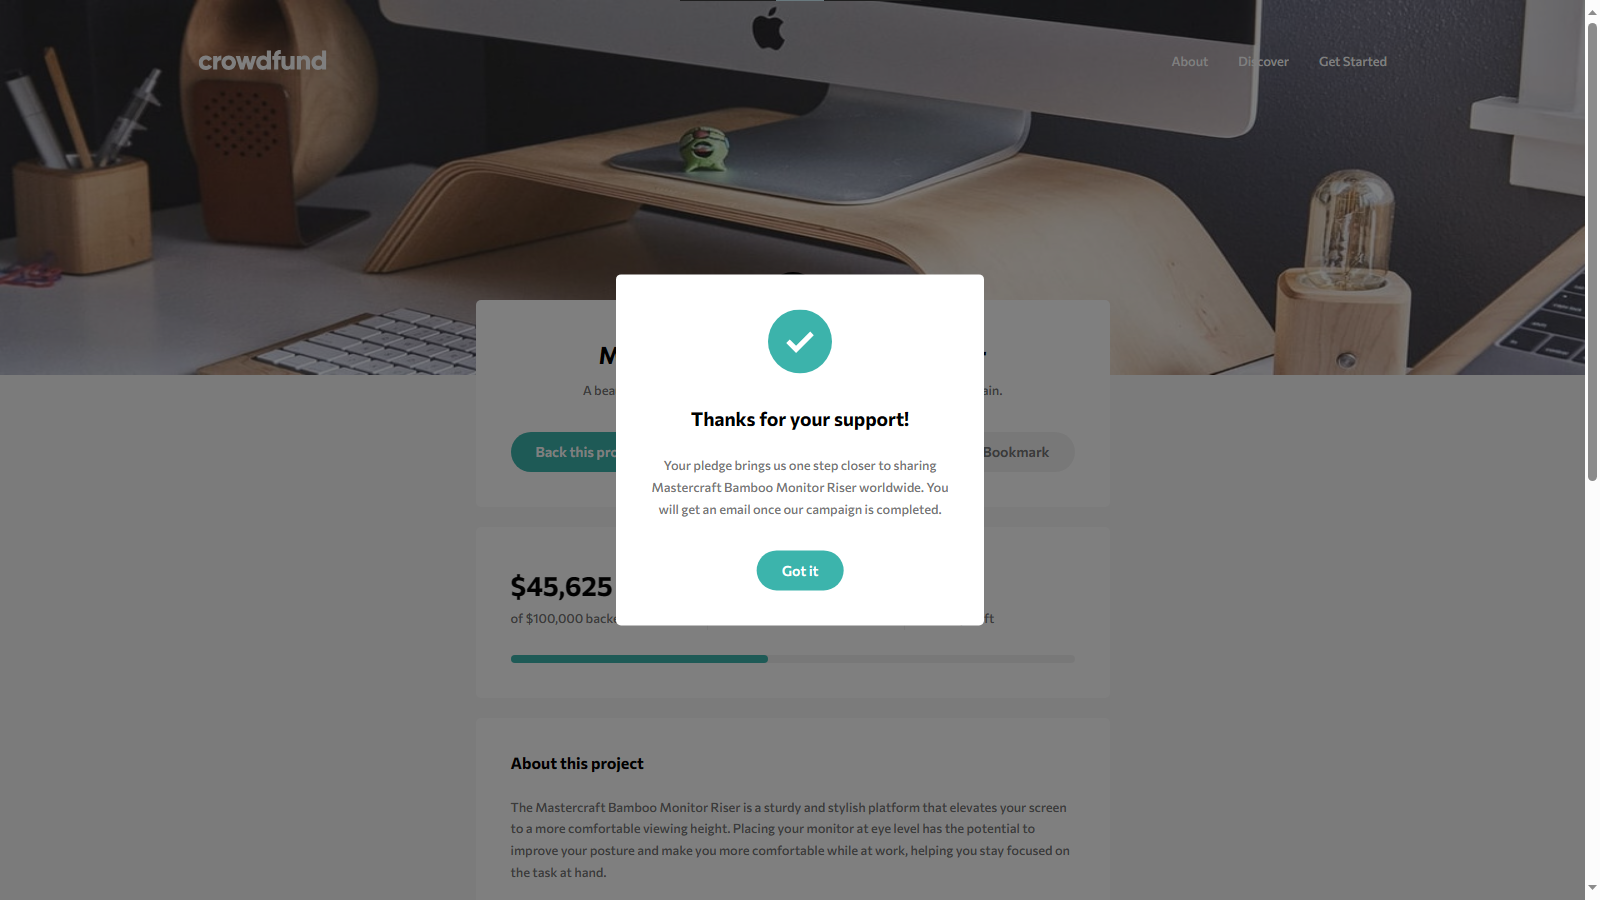 crowdfund
About Discover Get Started
A bea ain.
Back this pro Bookmark
Thanks for your support!
Your pledge brings us one step closer to sharing
Mastercraft Bamboo Monitor Riser worldwide. You
will get an email once our campaign is completed.
Got it
$45,625
of $100,000 backe ft
About this project
The Mastercraft Bamboo Monitor Riser is a sturdy and stylish platform that elevates your screen
to a more comfortable viewing height. Placing your monitor at eye level has the potential to
improve your posture and make you more comfortable while at work, helping you stay focused on
the task at hand.